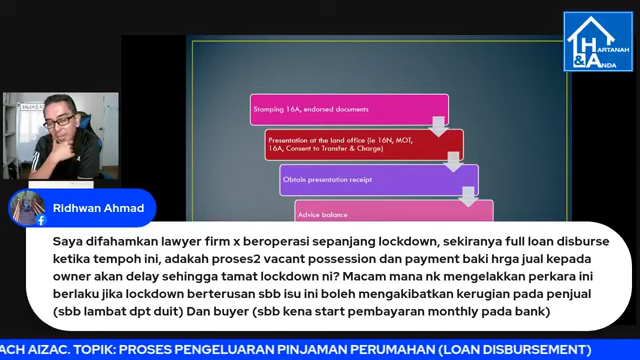 HARTANAH
& ANDA
Stamping 16A, endorsed documents
Presentation at the land office (ie 16N, MOT,
16A, Consent to Transfer & Charge)
Obtain presentation receipt
Advice balance
Ridhwan Ahmad
Saya difahamkan lawyer firm x beroperasi sepanjang lockdown, sekiranya full loan disburse
ketika tempoh ini, adakah proses2 vacant possession dan payment baki hrga jual kepada
owner akan delay sehingga tamat lockdown ni? Macam mana nk mengelakkan perkara ini
berlaku jika lockdown berterusan sbb isu ini boleh mengakibatkan kerugian pada penjual
(sbb lambat dpt duit) Dan buyer (sbb kena start pembayaran monthly pada bank)
ACH AIZAC. TOPIK: PROSES PENGELUARAN PINJAMAN PERUMAHAN (LOAN DISBURSEMENT)